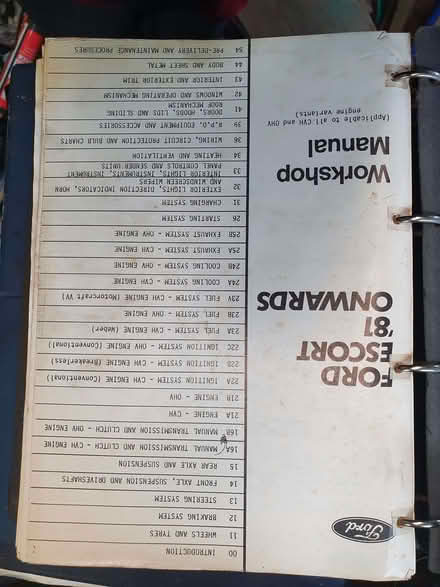 Ford
FORD
ESCORT
'81
ONWARDS
Workshop
Manual
(Applicable to all CVH and OHV
engine variants)
00 INTRODUCTION
11 WHEELS AND TYRES
12 BRAKING SYSTEM
13 STEERING SYSTEM
14 FRONT AXLE, SUSPENSION AND DRIVESHAFTS
15 REAR AXLE AND SUSPENSION
16A MANUAL TRANSMISSION AND CLUTCH - CVH ENGINE
16B MANUAL TRANSMISSION AND CLUTCH - OHV ENGINE
21A ENGINE - CVH
21B ENGINE - OHV
22A IGNITION SYSTEM - CVH ENGINE (Conventional)
22B IGNITION SYSTEM - CVH ENGINE (Breakerless)
22C IGNITION SYSTEM - OHV ENGINE (Conventional)
23A FUEL SYSTEM - CVH ENGINE (Weber)
23B FUEL SYSTEM - OHV ENGINE
FUEL SYSTEM - CVH ENGINE (Motorcraft VV)
24A COOLING SYSTEM - CVH ENGINE
24B COOLING SYSTEM - OHV ENGINE
25A EXHAUST SYSTEM - CVH ENGINE
25B EXHAUST SYSTEM - OHV ENGINE
26 STARTING SYSTEM
31 CHARGING SYSTEM
32 EXTERIOR LIGHTS, DIRECTION INDICATORS, HORN
AND WINDSCREEN WIPERS
33 INTERIOR LIGHTS, INSTRUMENTS, INSTRUMENT
PANEL CONTROLS AND SENDER UNITS
34 HEATING AND VENTILATION
36 WIRING, CIRCUIT PROTECTION AND BULB CHARTS
39 R.P.O. EQUIPMENT AND ACCESSORIES
41 DOORS, HOODS, LIDS AND SLIDING
ROOF MECHANISM
42 WINDOWS AND OPERATING MECHANISM
43 INTERIOR AND EXTERIOR TRIM
44 BODY AND SHEET METAL
54 PRE-DELIVERY AND MAINTENANCE PROCEDURES